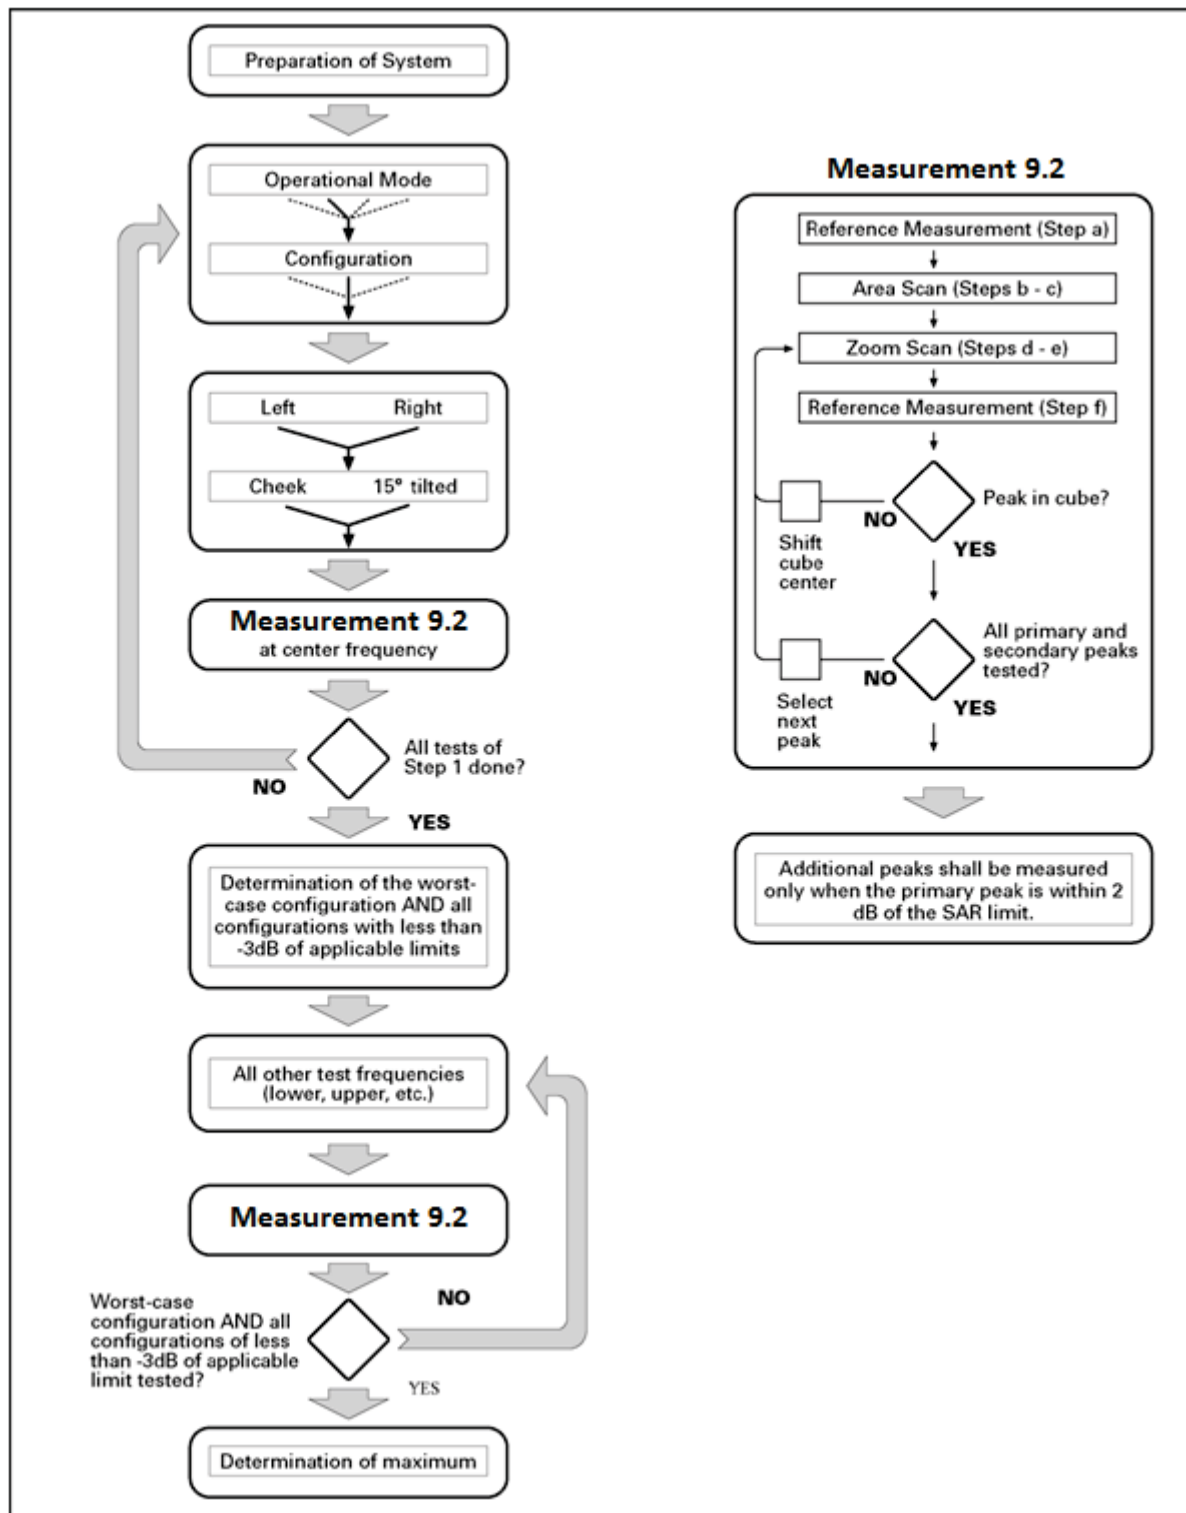 Preparation of System
Operational Mode
Configuration
Left Right
Cheek 15° tilted
Measurement 9.2
at center frequency
All tests of
Step 1 done?
NO
YES
Determination of the worst-
case configuration AND all
configurations with less than
-3dB of applicable limits
All other test frequencies
(lower, upper, etc.)
Measurement 9.2
NO
Worst-case
configuration AND all
configurations of less
than -3dB of applicable
limit tested?
YES
Determination of maximum
Measurement 9.2
Reference Measurement (Step a)
Area Scan (Steps b - c)
Zoom Scan (Steps d - e)
Reference Measurement (Step f)
Peak in cube?
NO
YES
Shift
cube
center
All primary and
secondary peaks
tested?
NO
YES
Select
next
peak
Additional peaks shall be measured
only when the primary peak is within 2
dB of the SAR limit.